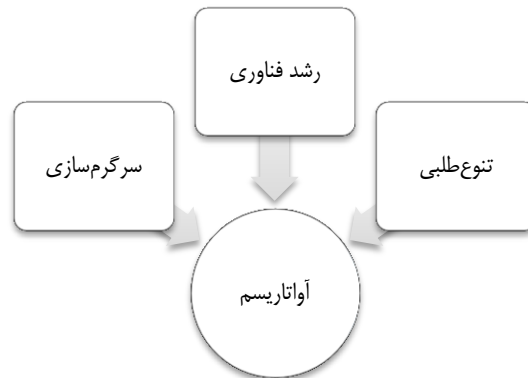 رشد فناوری
تنوع‌طلبی
سرگرم‌سازی
آواتاریسم